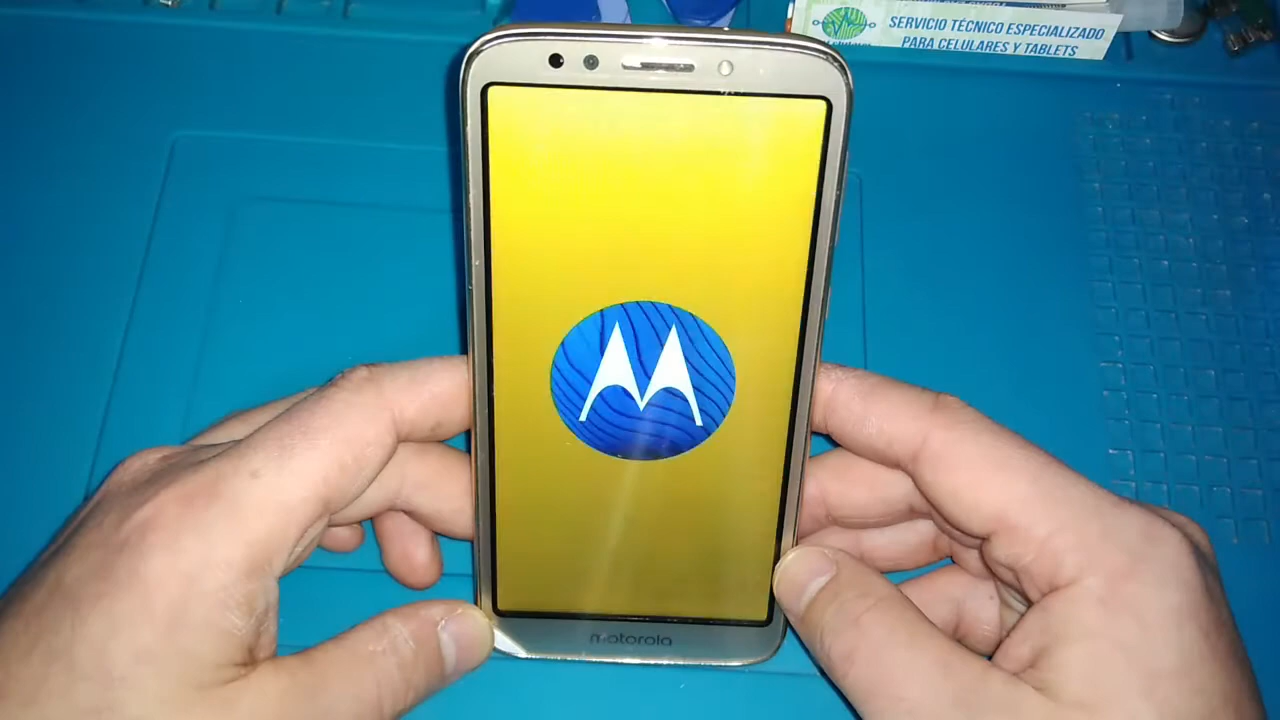 SERVICIO TÉCNICO ESPECIALIZADO
PARA CELULARES Y TABLETS
motorola